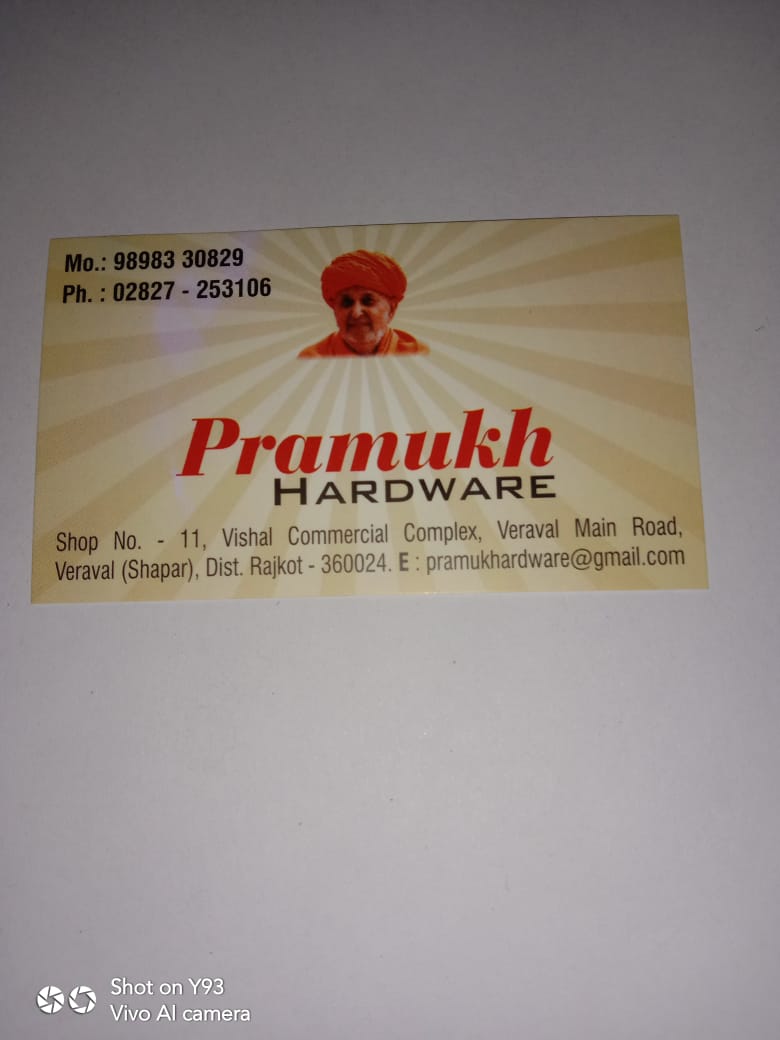 Mo.: 98983 30829
Ph. : 02827 - 253106
Pramukh
HARDWARE
Shop No. - 11, Vishal Commercial Complex, Veraval Main Road,
Veraval (Shapar), Dist. Rajkot - 360024. E : pramukhardware@gmail.com
Shot on Y93
Vivo AI camera